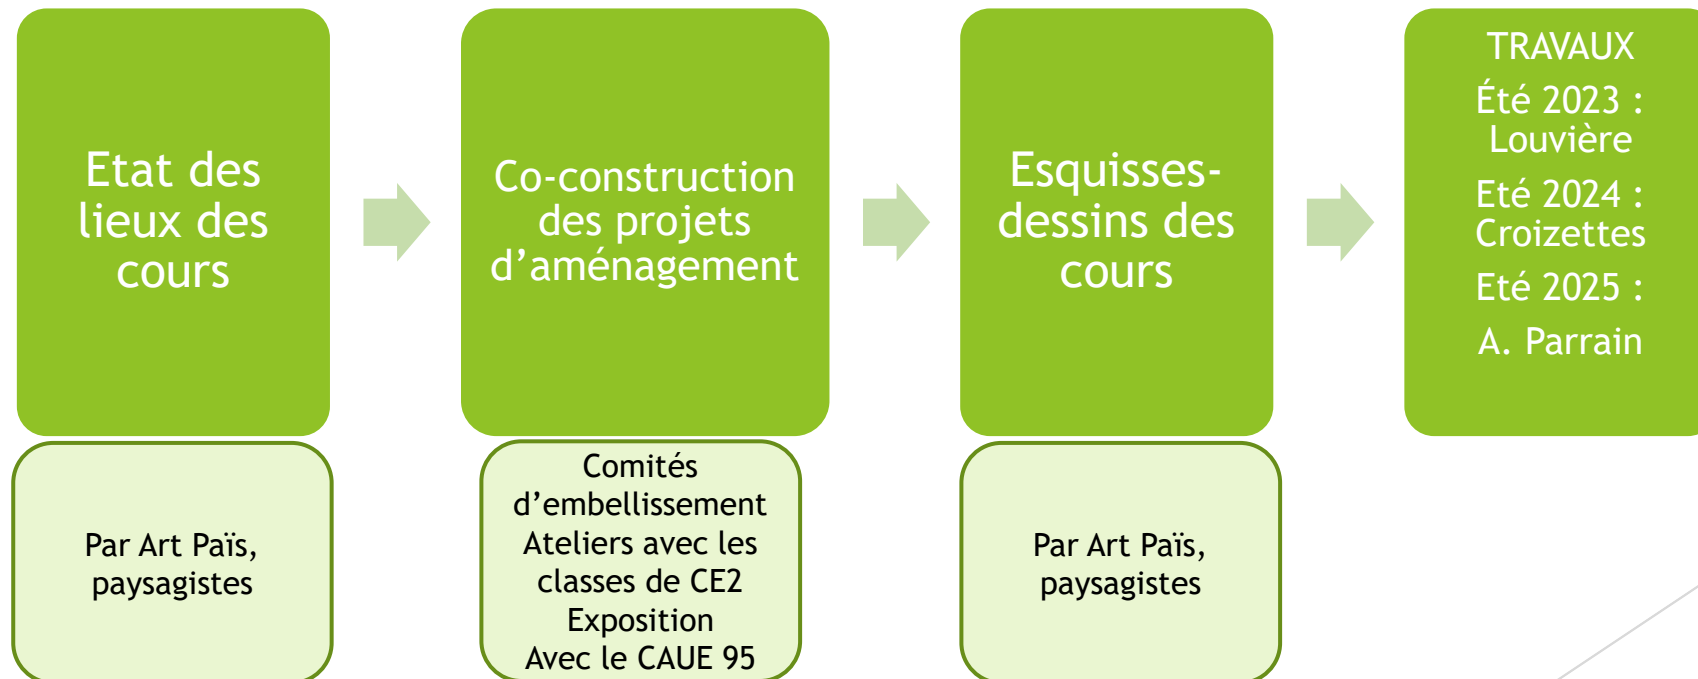 Etat des
lieux des
cours
Par Art Païs,
paysagistes
Co-construction
des projets
d’aménagement
Comités
d’embellissement
Ateliers avec les
classes de CE2
Exposition
Avec le CAUE 95
Esquisses-
dessins des
cours
Par Art Païs,
paysagistes
TRAVAUX
Été 2023 :
Louvière
Eté 2024 :
Croizettes
Eté 2025 :
A. Parrain